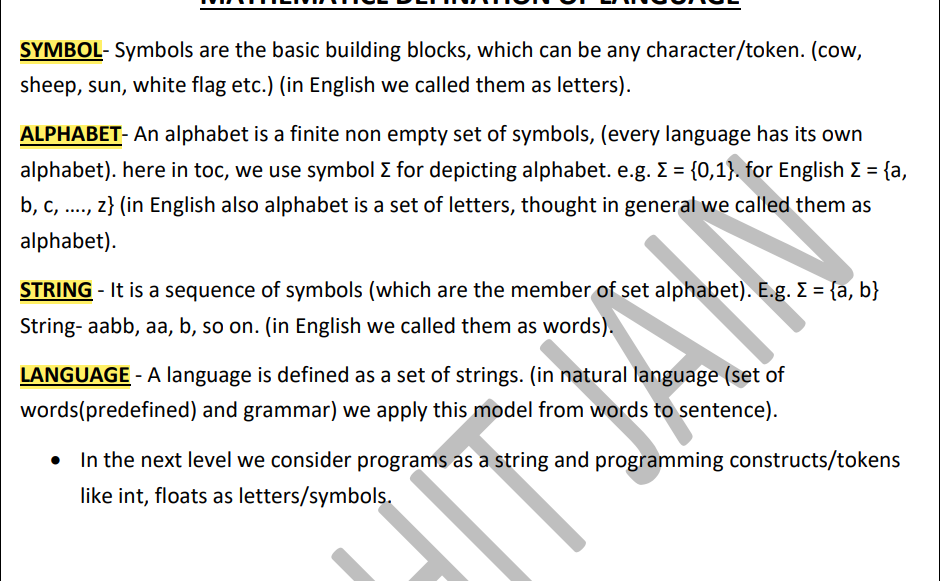 MATHEMATICE DEFINATION OF LANGUAGE
SYMBOL- Symbols are the basic building blocks, which can be any character/token. (cow,
sheep, sun, white flag etc.) (in English we called them as letters).
ALPHABET- An alphabet is a finite non empty set of symbols, (every language has its own
alphabet). here in toc, we use symbol Σ for depicting alphabet. e.g. Σ = {0,1}. for English Σ = {a,
b, c, ...., z} (in English also alphabet is a set of letters, thought in general we called them as
alphabet).
STRING - It is a sequence of symbols (which are the member of set alphabet). E.g. Σ = {a, b}
String- aabb, aa, b, so on. (in English we called them as words).
LANGUAGE - A language is defined as a set of strings. (in natural language (set of
words(predefined) and grammar) we apply this model from words to sentence).
• In the next level we consider programs as a string and programming constructs/tokens
like int, floats as letters/symbols.
HIT JAIN